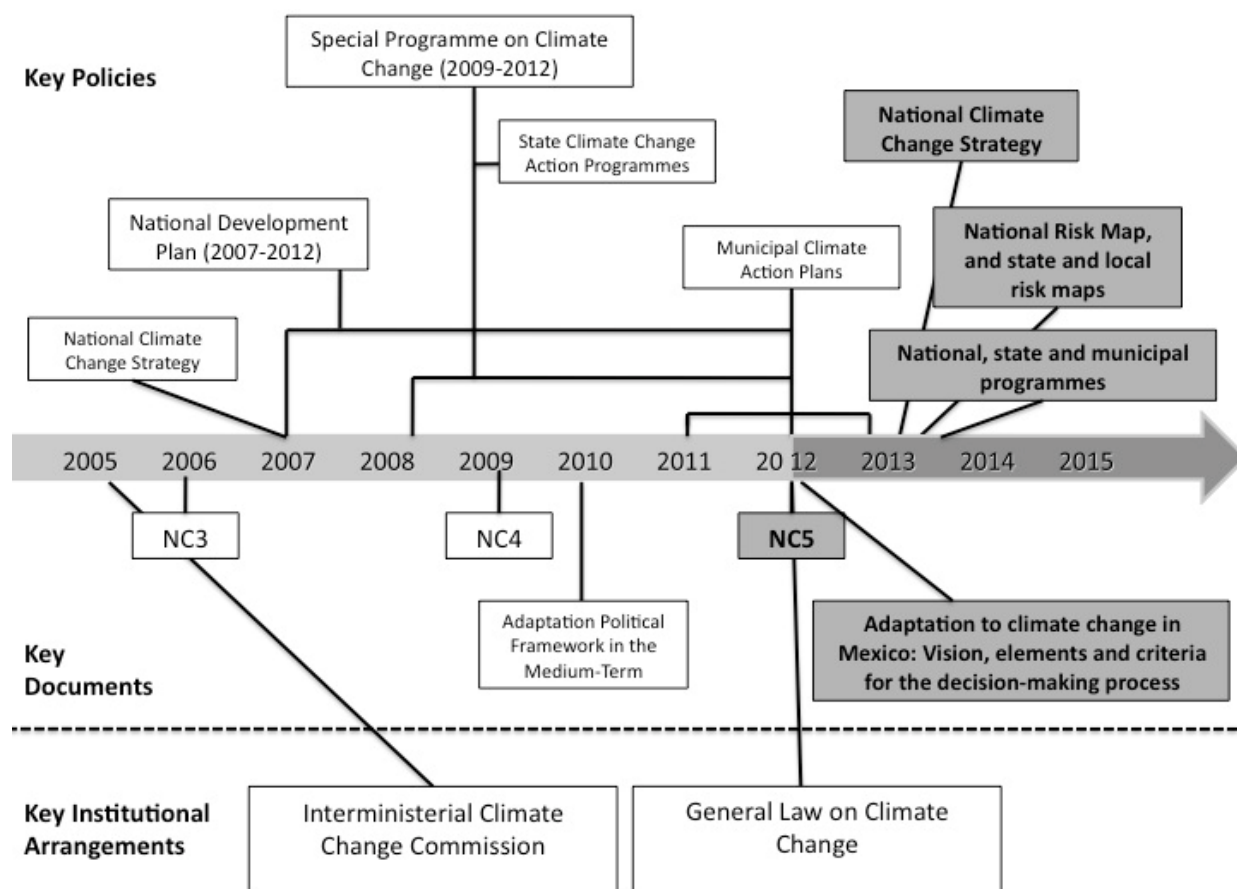 Key Policies
Special Programme on Climate
Change (2009-2012)
State Climate Change
Action Programmes
National Development
Plan (2007-2012)
National Climate
Change Strategy
Municipal Climate
Action Plans
National Climate
Change Strategy
National Risk Map,
and state and local
risk maps
National, state and municipal
programmes
2005 2006 2007 2008 2009 2010 2011 2012 2013 2014 2015
NC3
NC4
NC5
Key
Documents
Adaptation Political
Framework in the
Medium-Term
Adaptation to climate change in
Mexico: Vision, elements and criteria
for the decision-making process
Key Institutional
Arrangements
Interministerial Climate
Change Commission
General Law on Climate
Change